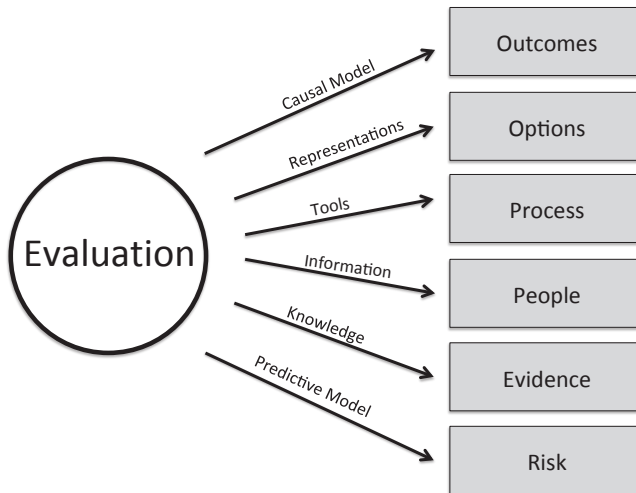 Evaluation
Causal Model
Outcomes
Representations
Options
Tools
Process
Information
People
Knowledge
Evidence
Predictive Model
Risk